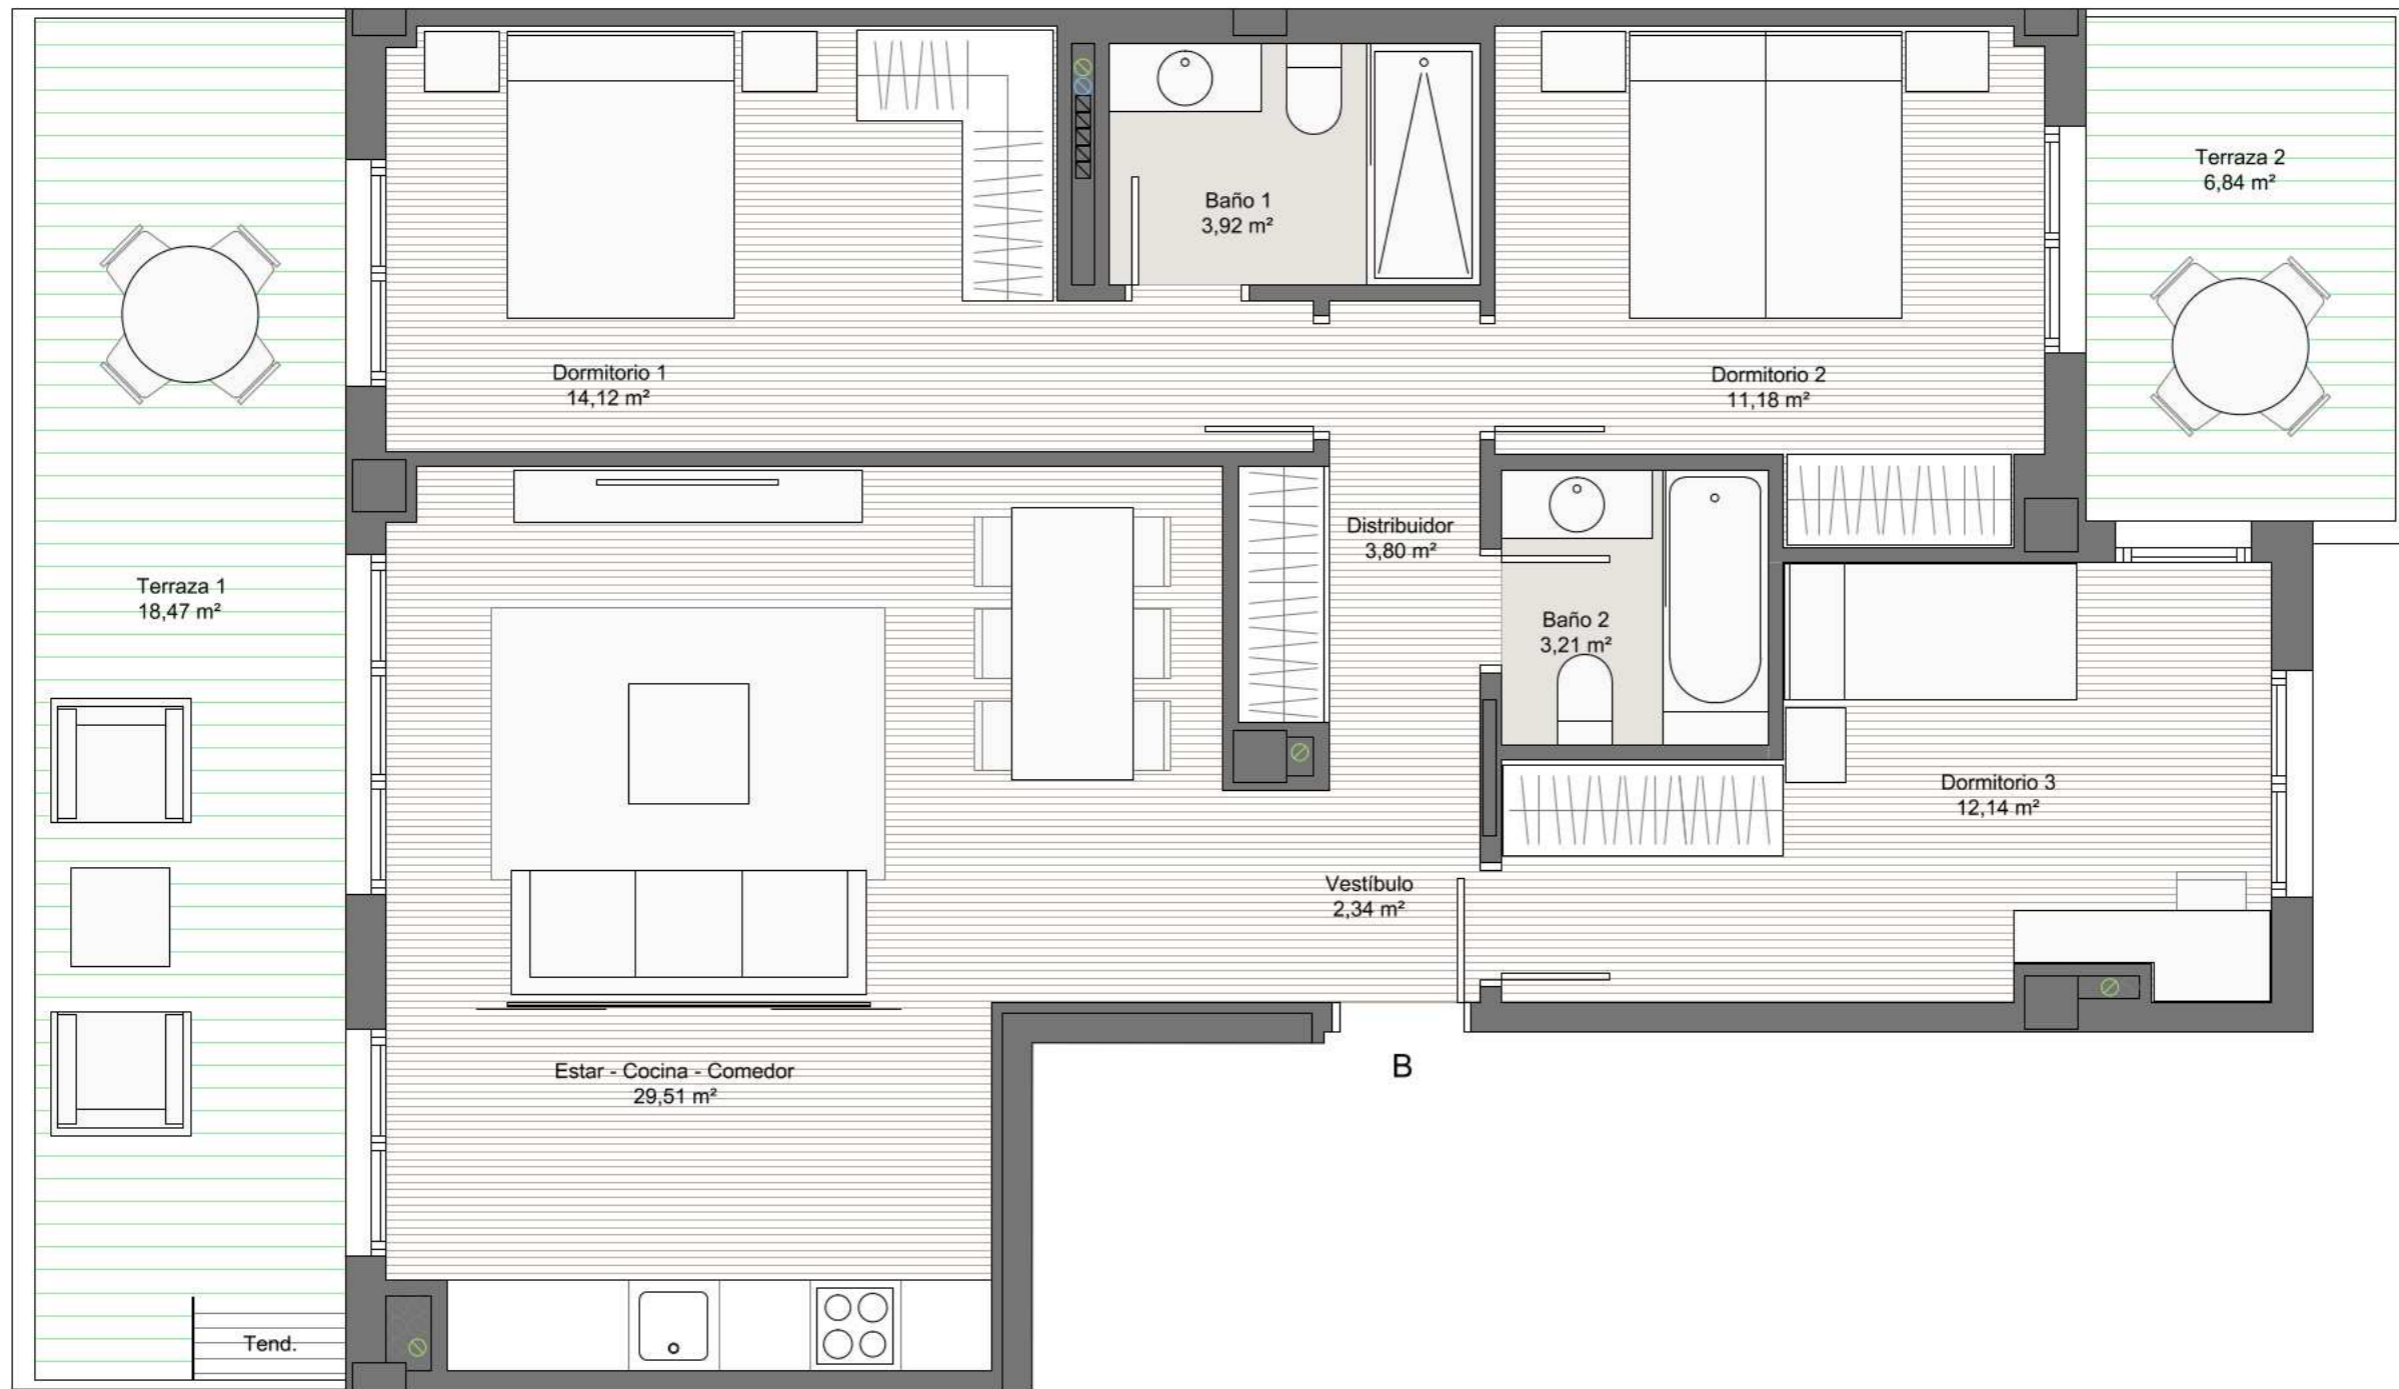 Terraza 2
6,84 m²
Baño 1
3,92 m²
Dormitorio 1
14,12 m²
Dormitorio 2
11,18 m²
Distribuidor
3,80 m²
Terraza 1
18,47 m²
Baño 2
3,21 m²
Dormitorio 3
12,14 m²
Vestíbulo
2,34 m²
B
Estar - Cocina - Comedor
29,51 m²
Tend.